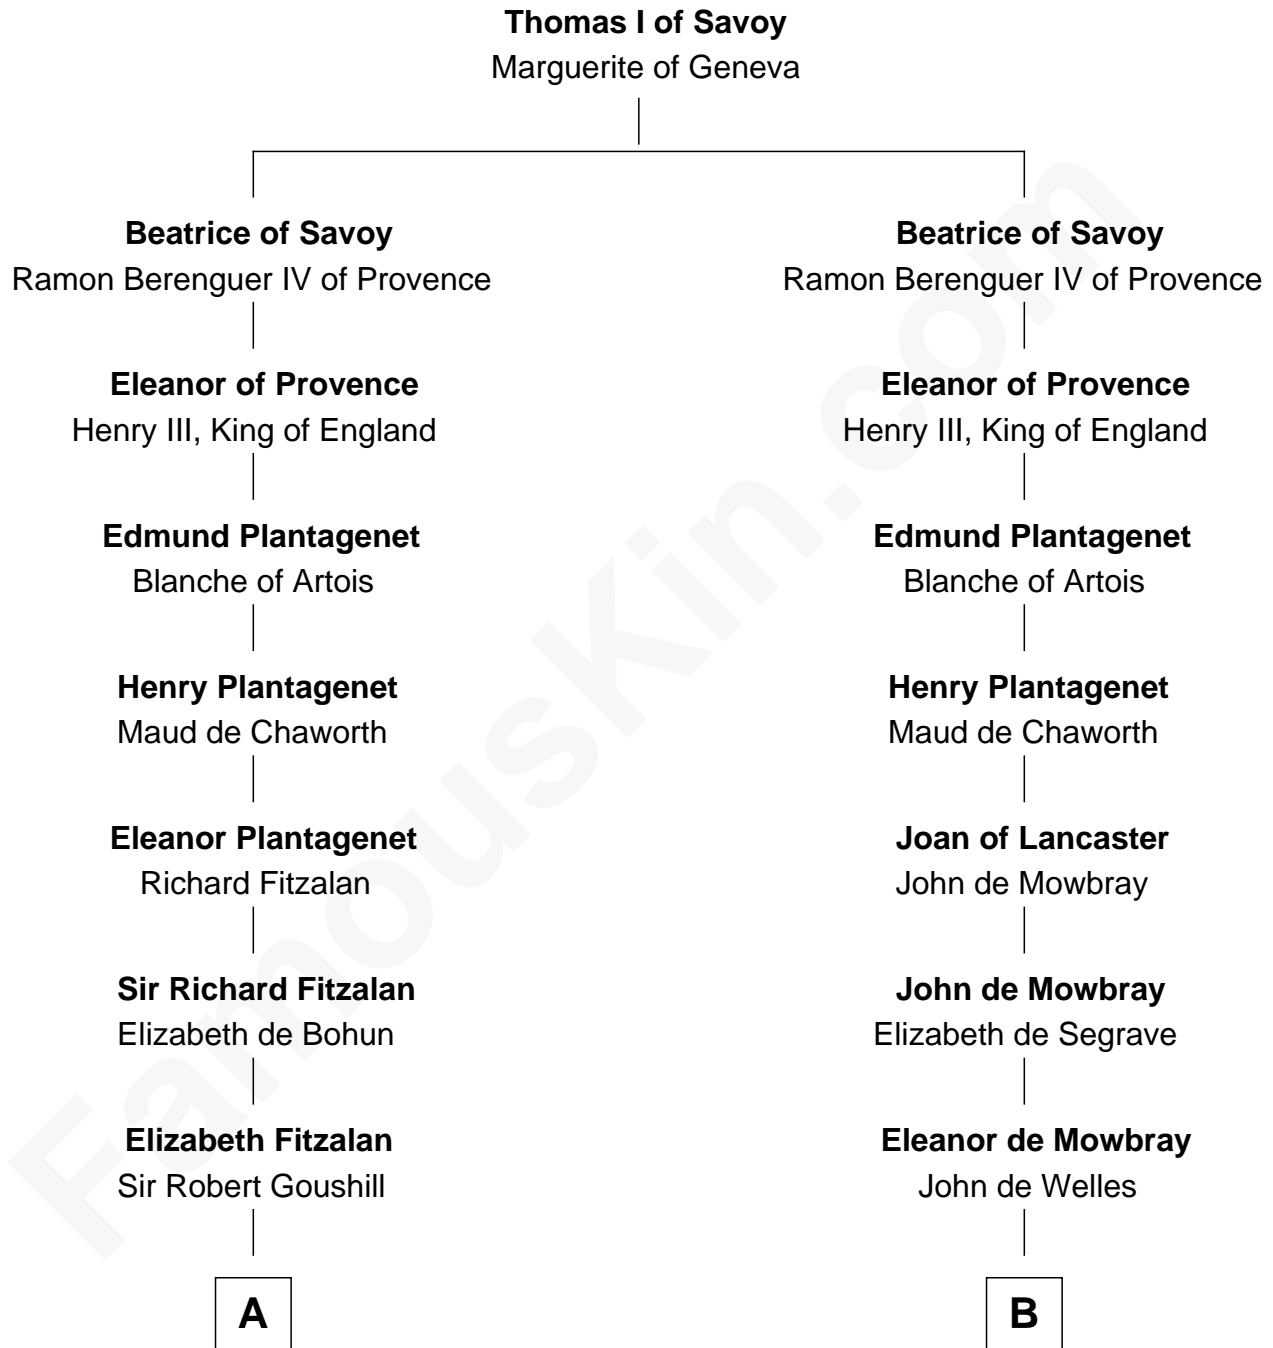 Thomas I of Savoy
Marguerite of Geneva
Beatrice of Savoy
Ramon Berenguer IV of Provence
Eleanor of Provence
Henry III, King of England
Edmund Plantagenet
Blanche of Artois
Henry Plantagenet
Maud de Chaworth
Eleanor Plantagenet
Richard Fitzalan
Sir Richard Fitzalan
Elizabeth de Bohun
Elizabeth Fitzalan
Sir Robert Goushill
A
Beatrice of Savoy
Ramon Berenguer IV of Provence
Eleanor of Provence
Henry III, King of England
Edmund Plantagenet
Blanche of Artois
Henry Plantagenet
Maud de Chaworth
Joan of Lancaster
John de Mowbray
John de Mowbray
Elizabeth de Segrave
Eleanor de Mowbray
John de Welles
B
FamousKin.com